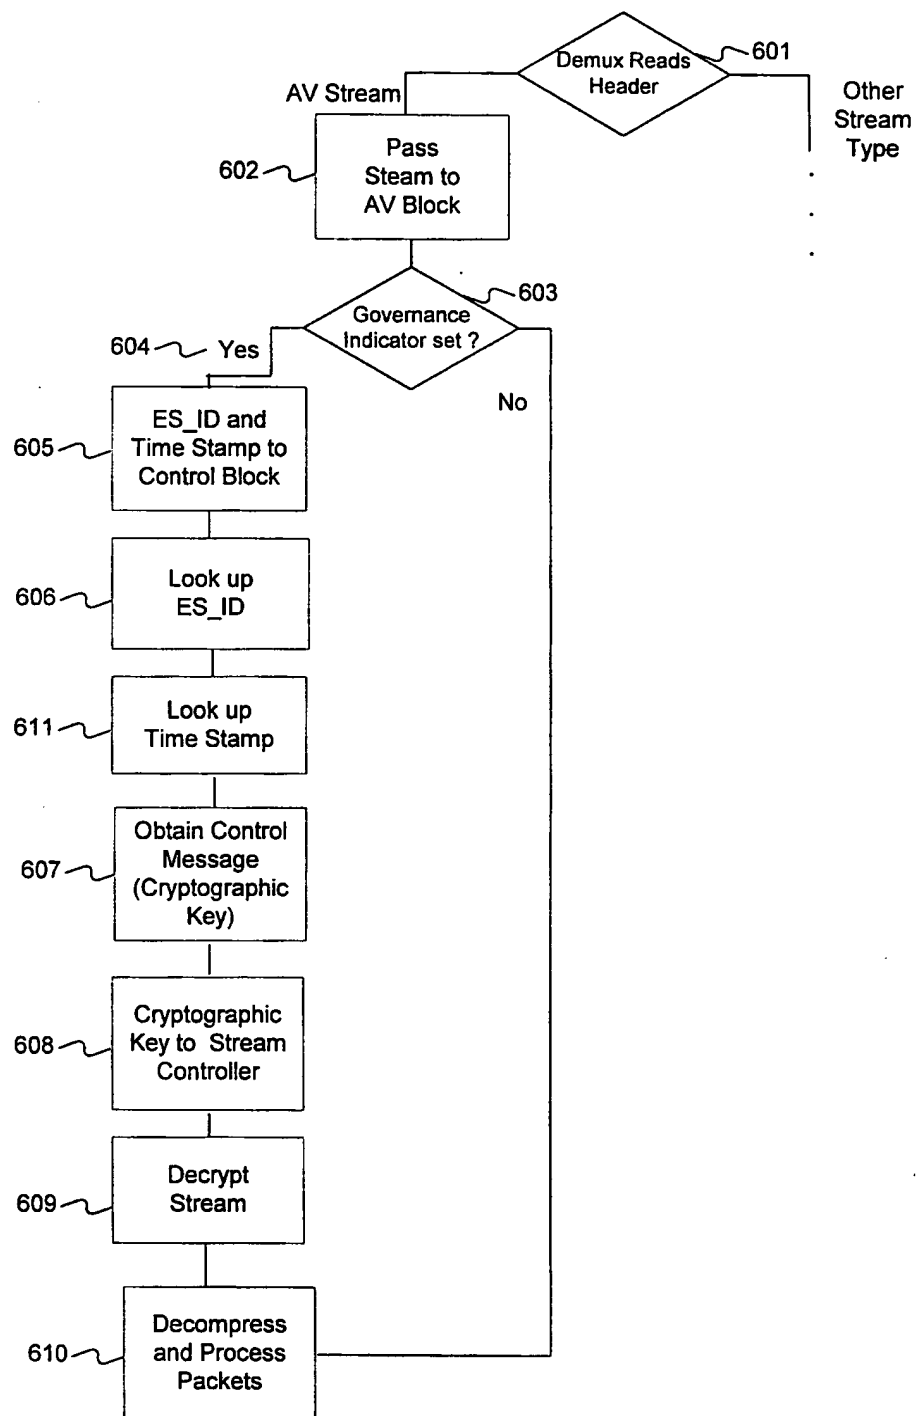 Demux Reads
Header
601
AV Stream
Other
Stream
Type
Pass
Steam to
AV Block
602
Governance
Indicator set ?
603
604
Yes
No
ES_ID and
Time Stamp to
Control Block
605
Look up
ES_ID
606
Look up
Time Stamp
611
Obtain Control
Message
(Cryptographic
Key)
607
Cryptographic
Key to Stream
Controller
608
Decrypt
Stream
609
Decompress
and Process
Packets
610